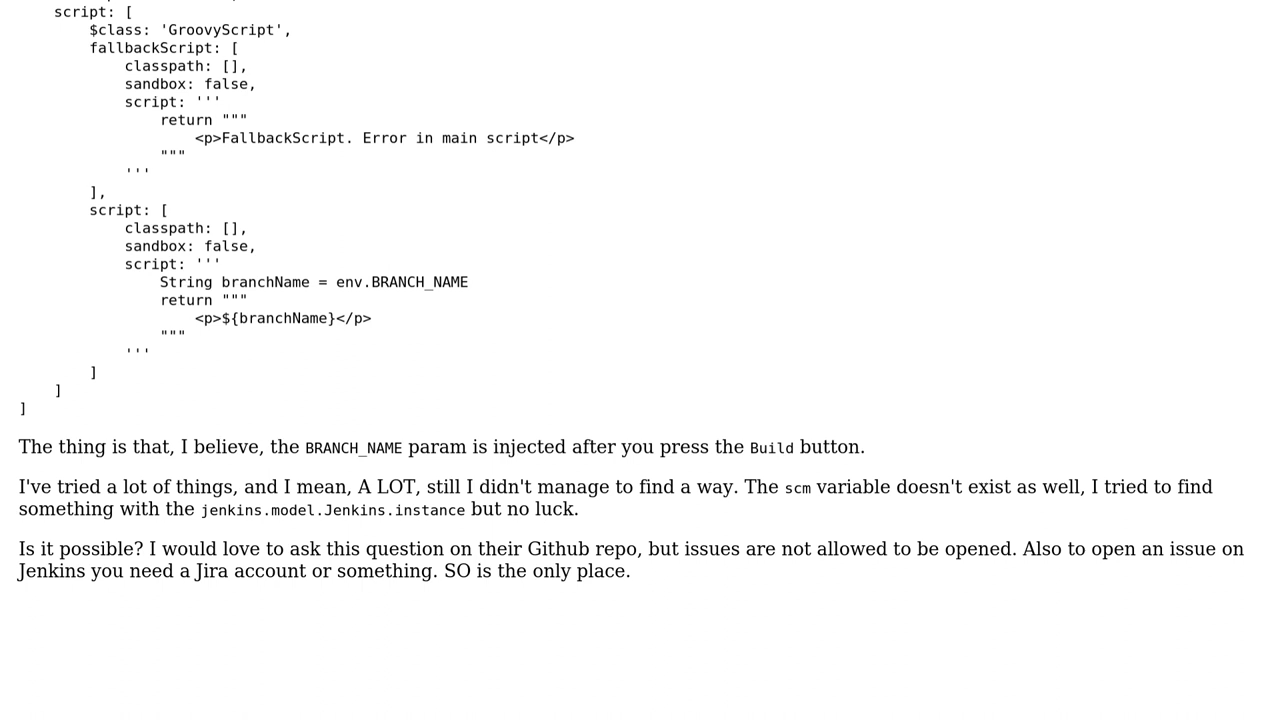 script: [
$class: 'GroovyScript',
fallbackScript: [
classpath: [],
sandbox: false,
script: '''
return """
<p>FallbackScript. Error in main script</p>
"""
'''
],
script: [
classpath: [],
sandbox: false,
script: '''
String branchName = env.BRANCH_NAME
return """
<p>${branchName}</p>
"""
'''
]
]
]
The thing is that, I believe, the BRANCH_NAME param is injected after you press the Build button.
I've tried a lot of things, and I mean, A LOT, still I didn't manage to find a way. The scm variable doesn't exist as well, I tried to find
something with the jenkins.model.Jenkins.instance but no luck.
Is it possible? I would love to ask this question on their Github repo, but issues are not allowed to be opened. Also to open an issue on
Jenkins you need a Jira account or something. SO is the only place.